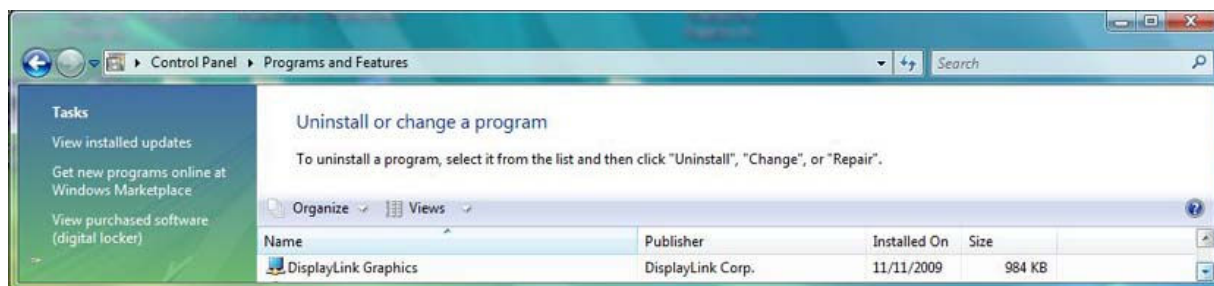 Control Panel ▸ Programs and Features
Search
Tasks
View installed updates
Get new programs online at
Windows Marketplace
View purchased software
(digital locker)
Uninstall or change a program
To uninstall a program, select it from the list and then click "Uninstall", "Change", or "Repair".
Organize Views
Name Publisher Installed On Size
DisplayLink Graphics DisplayLink Corp. 11/11/2009 984 KB